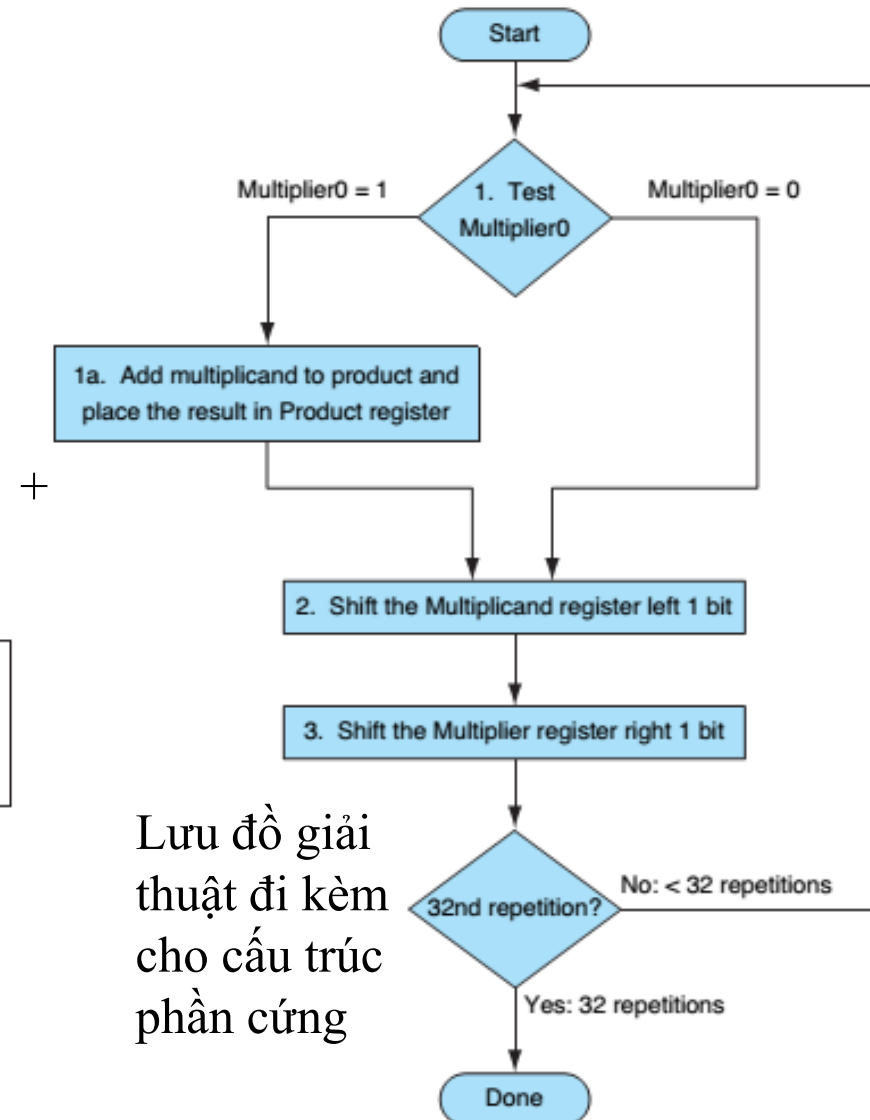 Start
Multiplier0 = 1
1. Test
Multiplier0
Multiplier0 = 0
1a. Add multiplicand to product and
place the result in Product register
+
2. Shift the Multiplicand register left 1 bit
3. Shift the Multiplier register right 1 bit
Lưu đồ giải
thuật đi kèm
cho cấu trúc
phần cứng
32nd repetition?
No: < 32 repetitions
Yes: 32 repetitions
Done